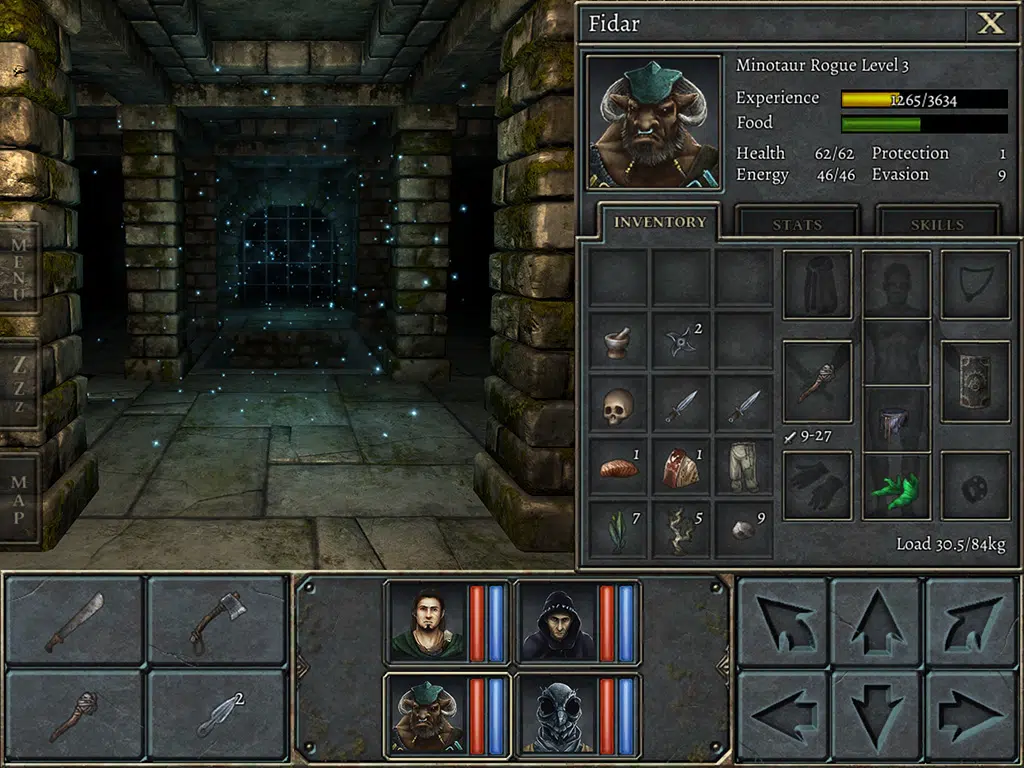 Fidar
X
Minotaur Rogue Level 3
Experience 1265/3634
Food
Health 62/62 Protection 1
Energy 46/46 Evasion 9
INVENTORY STATS SKILLS
2
9-27
1 1
7 5 9
Load 30.5/84kg
MENU
Zzz
MAP
2